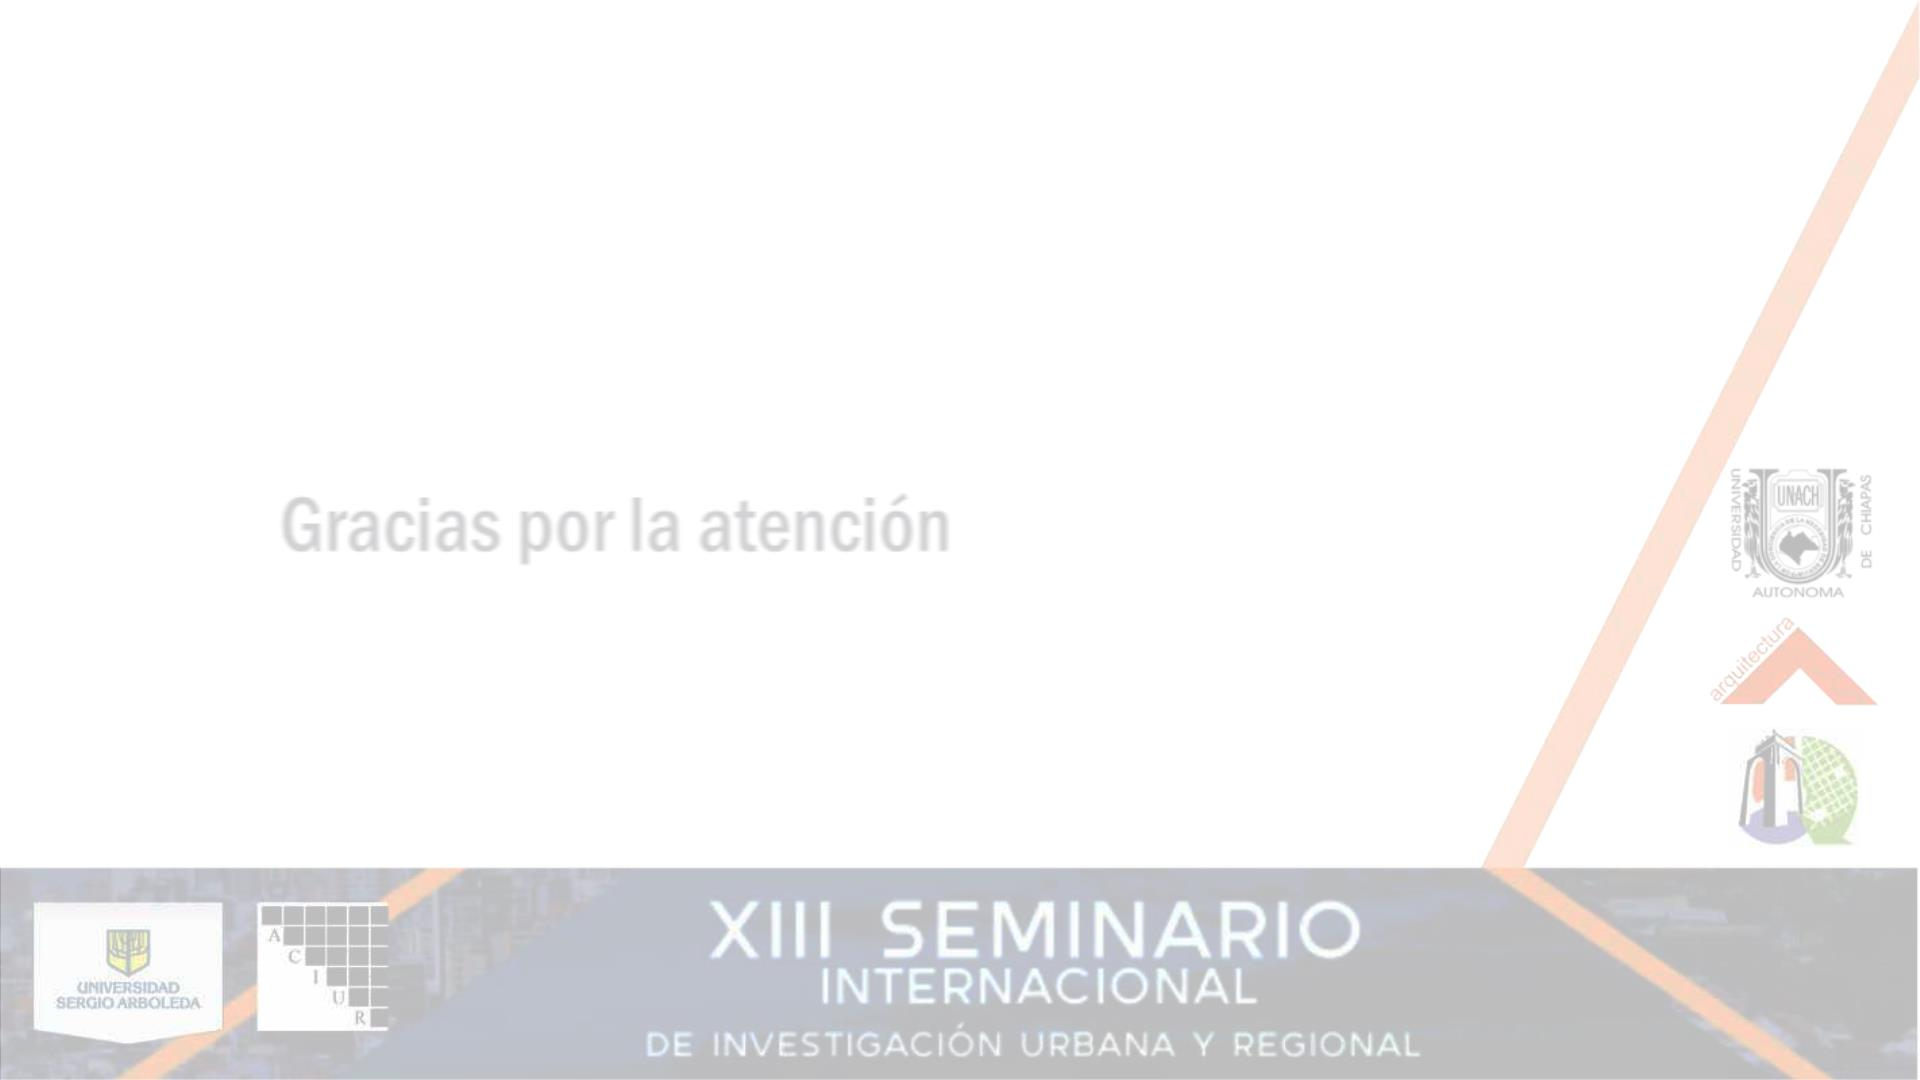 Gracias por la atención
UNACH
UNIVERSIDAD
AUTONOMA
DE CHIAPAS
arquitectura
UNIVERSIDAD
SERGIO ARBOLEDA
A
C
I
U
R
XIII SEMINARIO
INTERNACIONAL
DE INVESTIGACIÓN URBANA Y REGIONAL